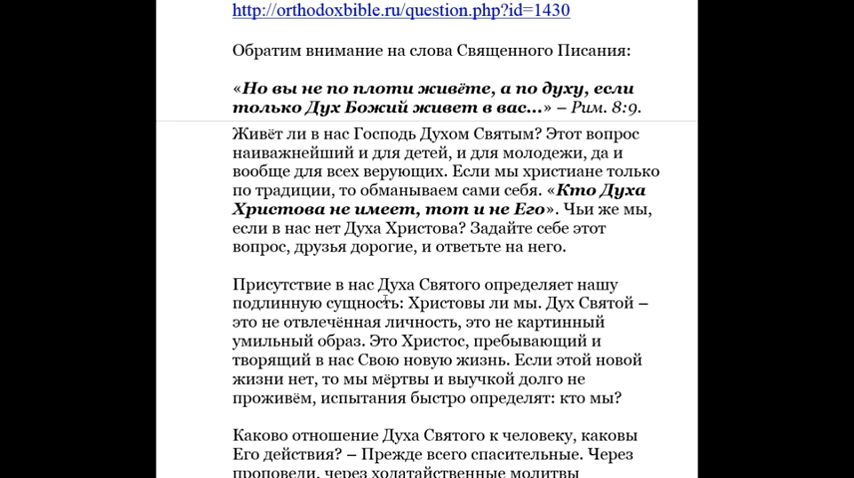 http://orthodoxbible.ru/question.php?id=1430
Обратим внимание на слова Священного Писания:
«Но вы не по плоти живёте, а по духу, если
только Дух Божий живет в вас...» – Рим. 8:9.
Живёт ли в нас Господь Духом Святым? Этот вопрос
наиважнейший и для детей, и для молодежи, да и
вообще для всех верующих. Если мы христиане только
по традиции, то обманываем сами себя. «Кто Духа
Христова не имеет, тот и не Его». Чьи же мы,
если в нас нет Духа Христова? Задайте себе этот
вопрос, друзья дорогие, и ответьте на него.
Присутствие в нас Духа Святого определяет нашу
подлинную сущность: Христовы ли мы. Дух Святой –
это не отвлечённая личность, это не картинный
умильный образ. Это Христос, пребывающий и
творящий в нас Свою новую жизнь. Если этой новой
жизни нет, то мы мёртвы и выучкой долго не
проживём, испытания быстро определят: кто мы?
Каково отношение Духа Святого к человеку, каковы
Его действия? – Прежде всего спасительные. Через
проповеди, через ходатайственные молитвы